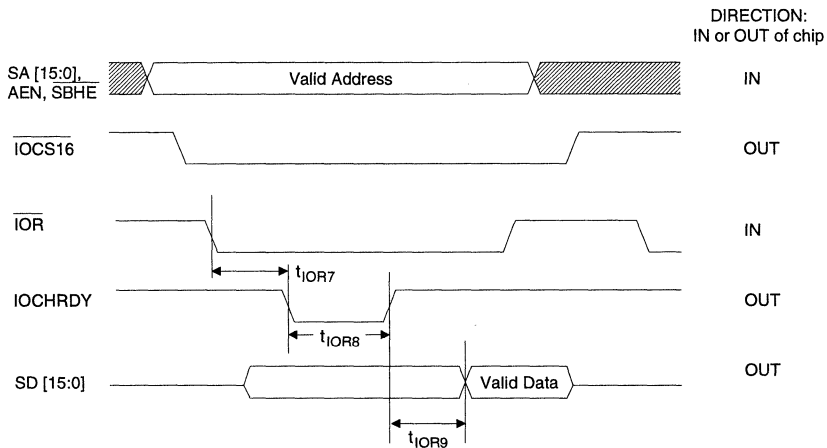 DIRECTION:
IN or OUT of chip
SA [15:0],
AEN, SBHE
Valid Address
IN
IOCS16
OUT
IOR
IN
tIOR7
IOCHRDY
OUT
tIOR8
SD [15:0]
Valid Data
OUT
tIOR9